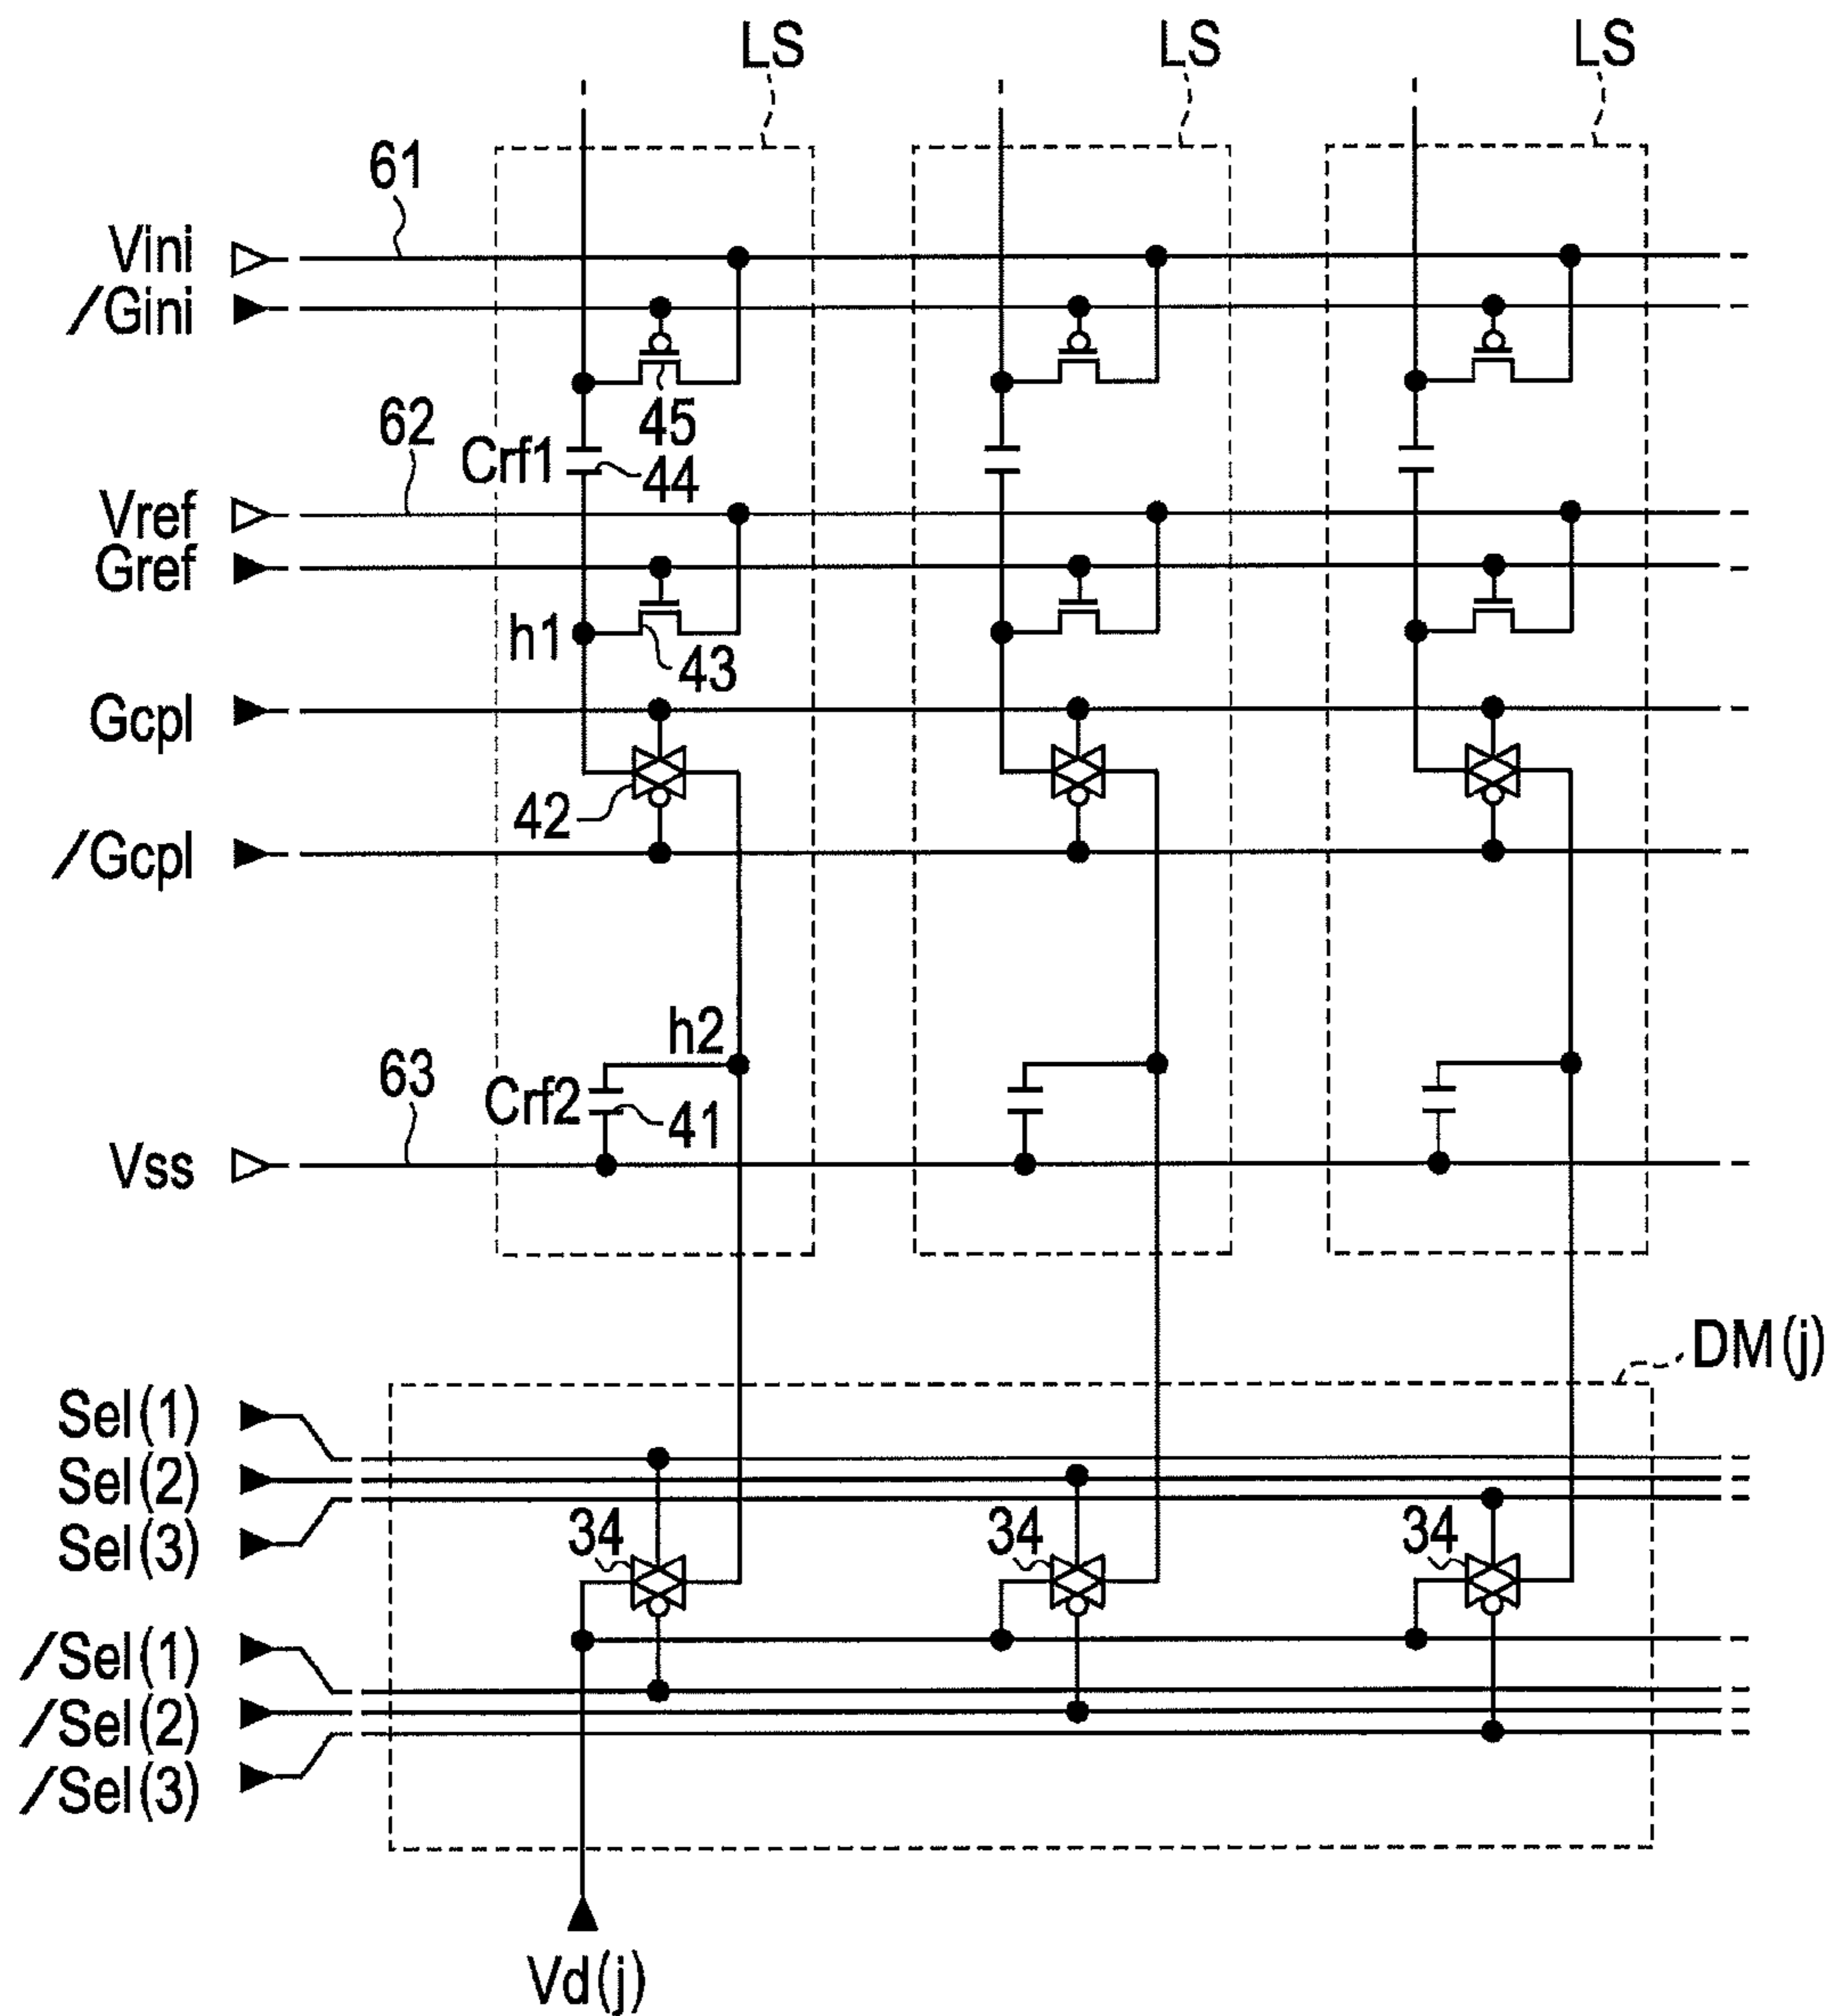 LS
LS
LS
61
Vini
/Gini
45
62
Crf1
44
Vref
Gref
h1
43
Gcpl
42
/Gcpl
h2
63
Crf2
41
Vss
DM(j)
Sel(1)
Sel(2)
Sel(3)
34
34
34
/Sel(1)
/Sel(2)
/Sel(3)
Vd(j)